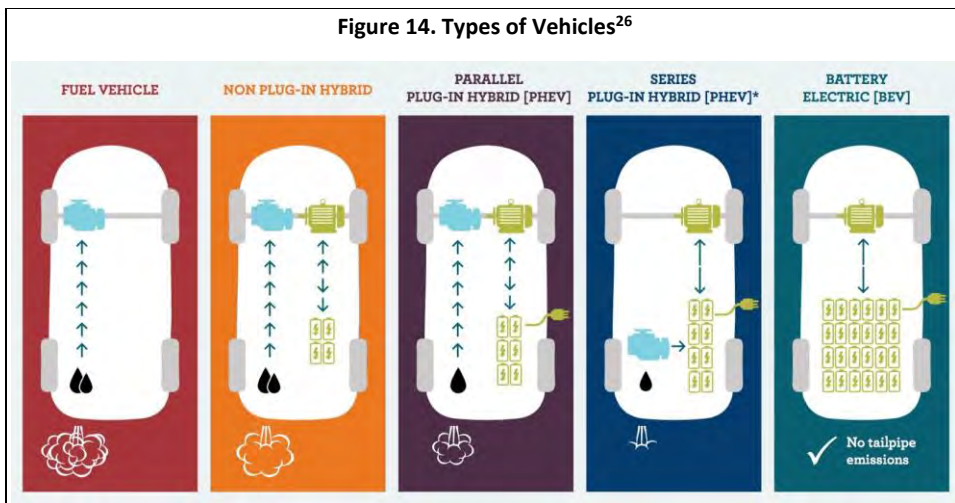 Figure 14. Types of Vehicles26
FUEL VEHICLE
NON PLUG-IN HYBRID
PARALLEL
PLUG-IN HYBRID [PHEV]
SERIES
PLUG-IN HYBRID [PHEV]*
BATTERY
ELECTRIC [BEV]
No tailpipe
emissions